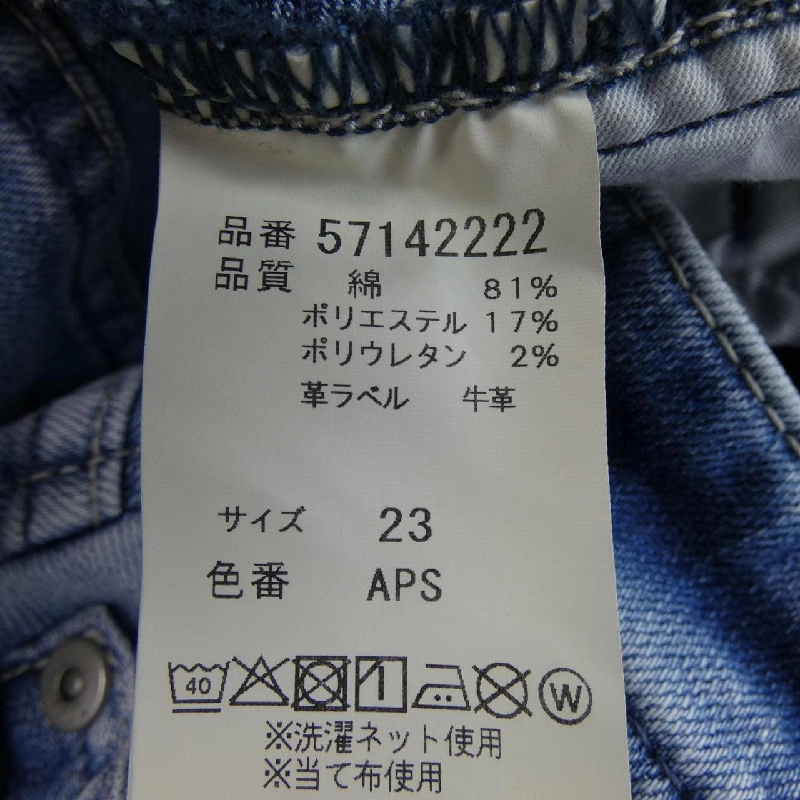 品番 57142222
品質 綿 81%
ポリエステル 17%
ポリウレタン 2%
革ラベル 牛革
サイズ 23
色番 APS
40 W
※洗濯ネット使用
※当て布使用